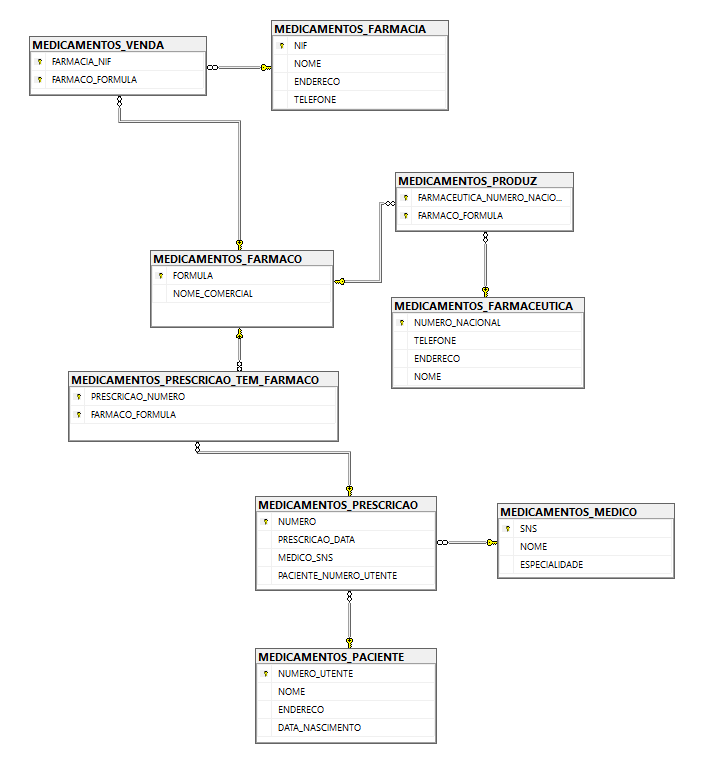 MEDICAMENTOS_FARMACIA
NIF
NOME
ENDERECO
TELEFONE
MEDICAMENTOS_VENDA
FARMACIA_NIF
FARMACO_FORMULA
MEDICAMENTOS_PRODUZ
FARMACEUTICA_NUMERO_NACIO...
FARMACO_FORMULA
MEDICAMENTOS_FARMACO
FORMULA
NOME_COMERCIAL
MEDICAMENTOS_FARMACEUTICA
NUMERO_NACIONAL
TELEFONE
ENDERECO
NOME
MEDICAMENTOS_PRESCRICAO_TEM_FARMACO
PRESCRICAO_NUMERO
FARMACO_FORMULA
MEDICAMENTOS_PRESCRICAO
NUMERO
PRESCRICAO_DATA
MEDICO_SNS
PACIENTE_NUMERO_UTENTE
MEDICAMENTOS_MEDICO
SNS
NOME
ESPECIALIDADE
MEDICAMENTOS_PACIENTE
NUMERO_UTENTE
NOME
ENDERECO
DATA_NASCIMENTO